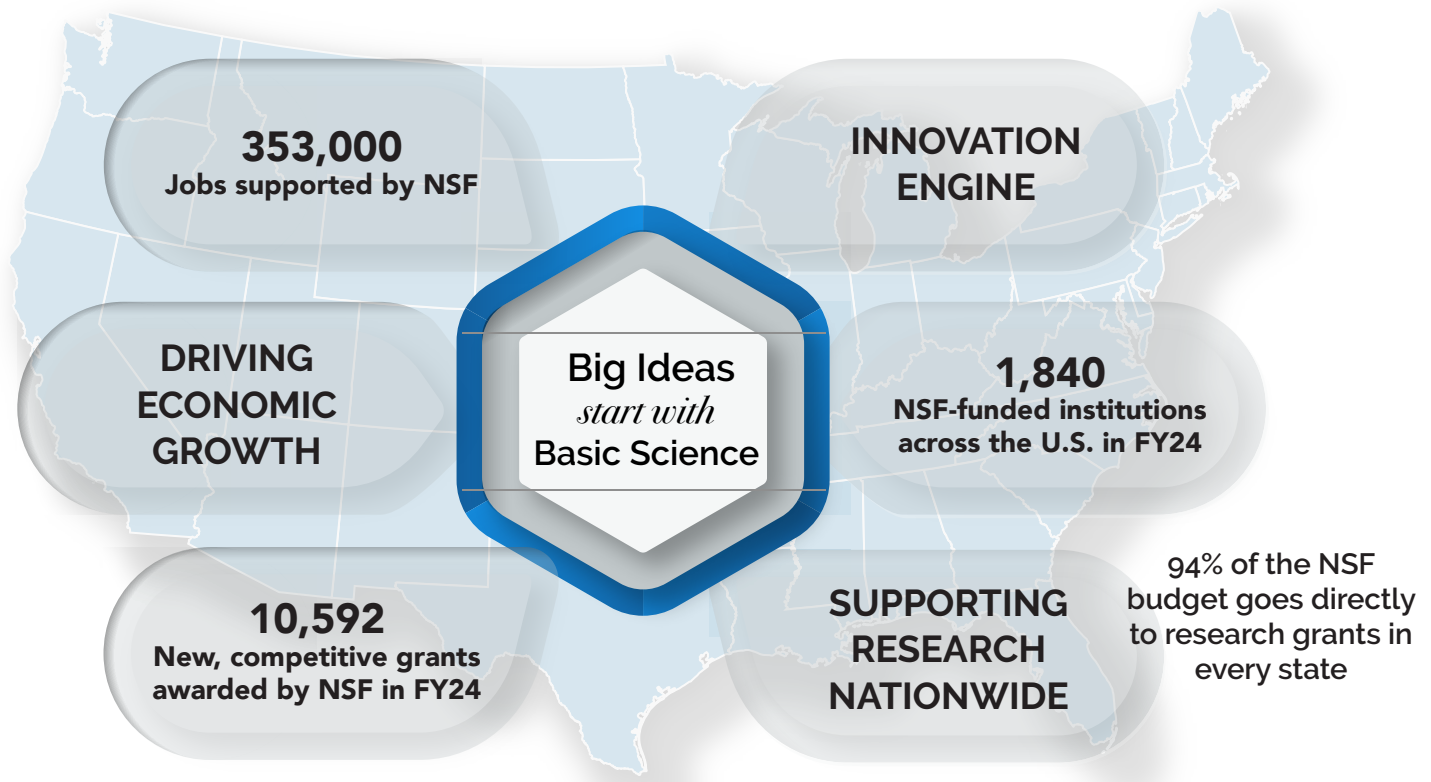 353,000
Jobs supported by NSF
INNOVATION
ENGINE
DRIVING
ECONOMIC
GROWTH
Big Ideas
start with
Basic Science
1,840
NSF-funded institutions
across the U.S. in FY24
10,592
New, competitive grants
awarded by NSF in FY24
SUPPORTING
RESEARCH
NATIONWIDE
94% of the NSF
budget goes directly
to research grants in
every state